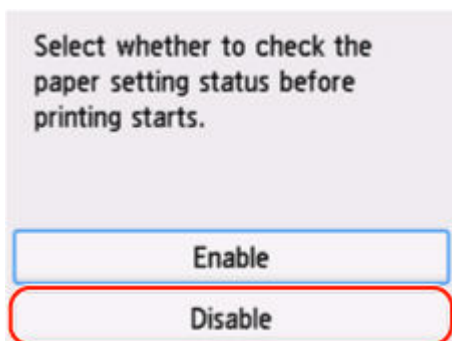 Select whether to check the
paper setting status before
printing starts.
Enable
Disable